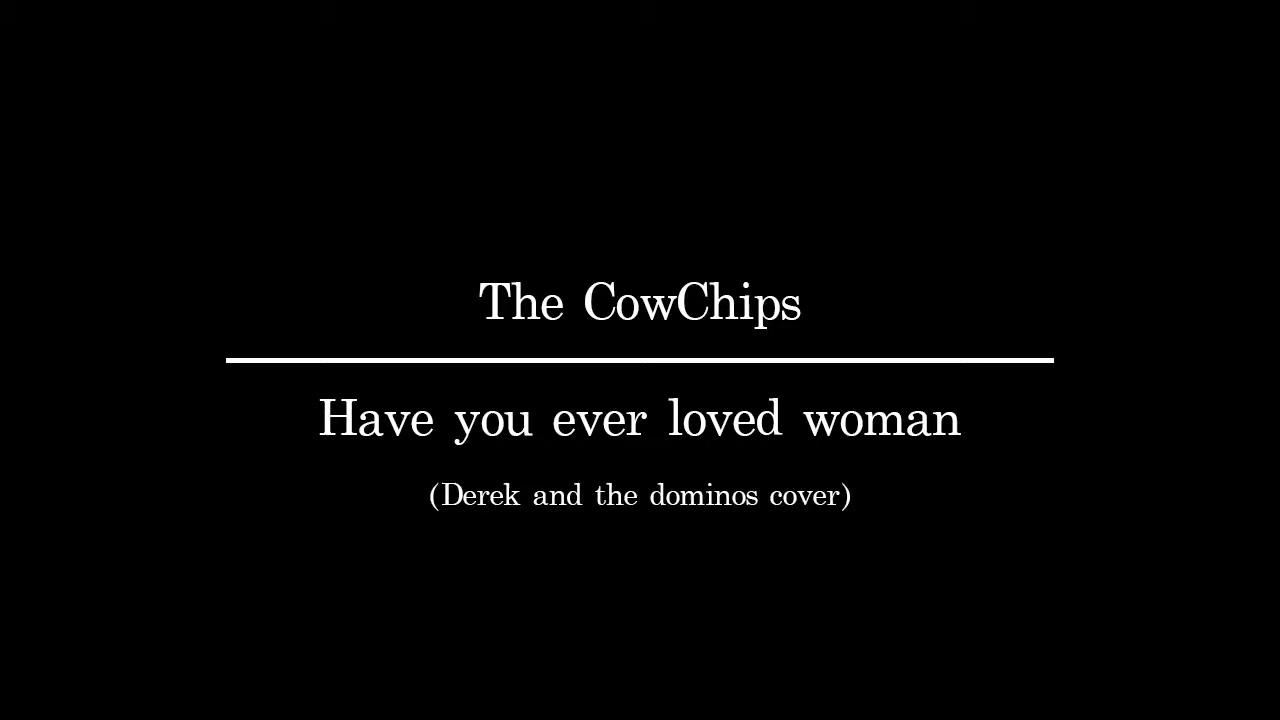 The CowChips
Have you ever loved woman
(Derek and the dominos cover)